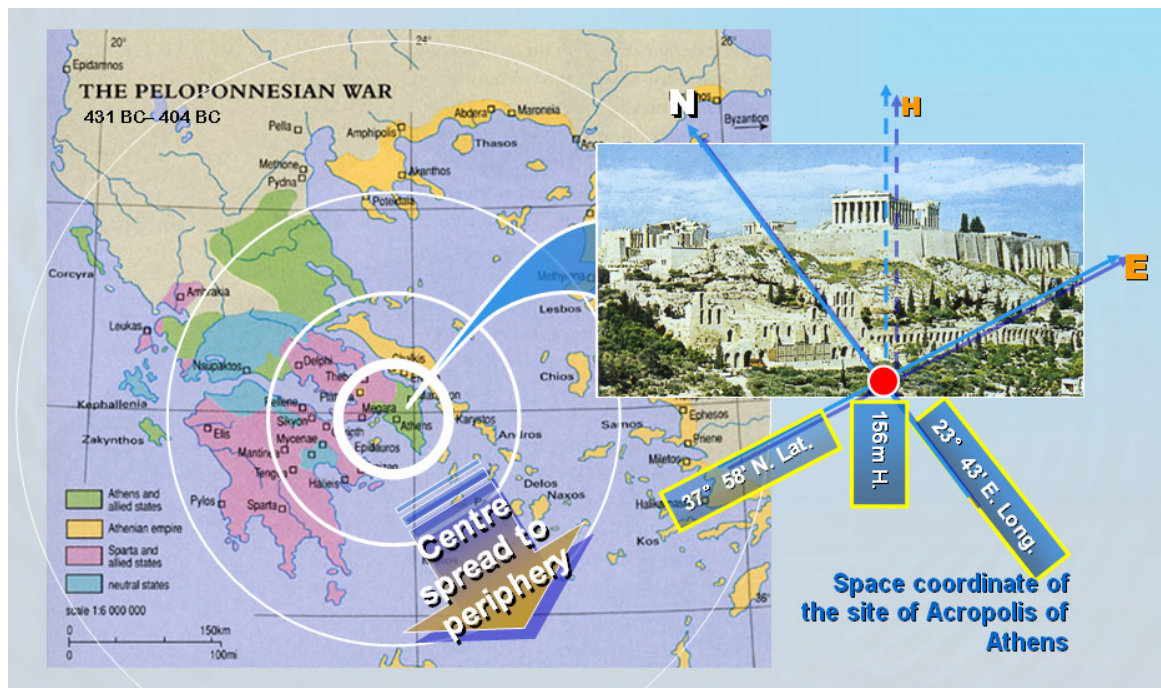 20°
24°
26°
Epidamnos
THE PELOPONNESIAN WAR
431 BC– 404 BC
Pella
Amphipolis
Abdera
Maroneia
Byzantion
N
H
E
Thasos
Methone
Pydna
Akanthos
Poteidaia
Corcyra
Ambrakia
Leukas
Lesbos
Naupaktos
Delphi
Chalkis
Chios
Kephallenia
Pellene
Megara
Athens
Karystos
Ephesos
Sikyon
Elis
Mycenae
Andros
Samos
Priene
Zakynthos
Mantinea
Epidauros
Miletos
Halieis
Delos
Naxos
Pylos
Sparta
Kos
Athens and
allied states
Athenian empire
Sparta and
allied states
neutral states
scale 1:6 000 000
0 150km
0 100mi
36°
Centre
spread to
periphery
37° 58' N. Lat.
156m H.
23° 43' E. Long.
Space coordinate of
the site of Acropolis of
Athens